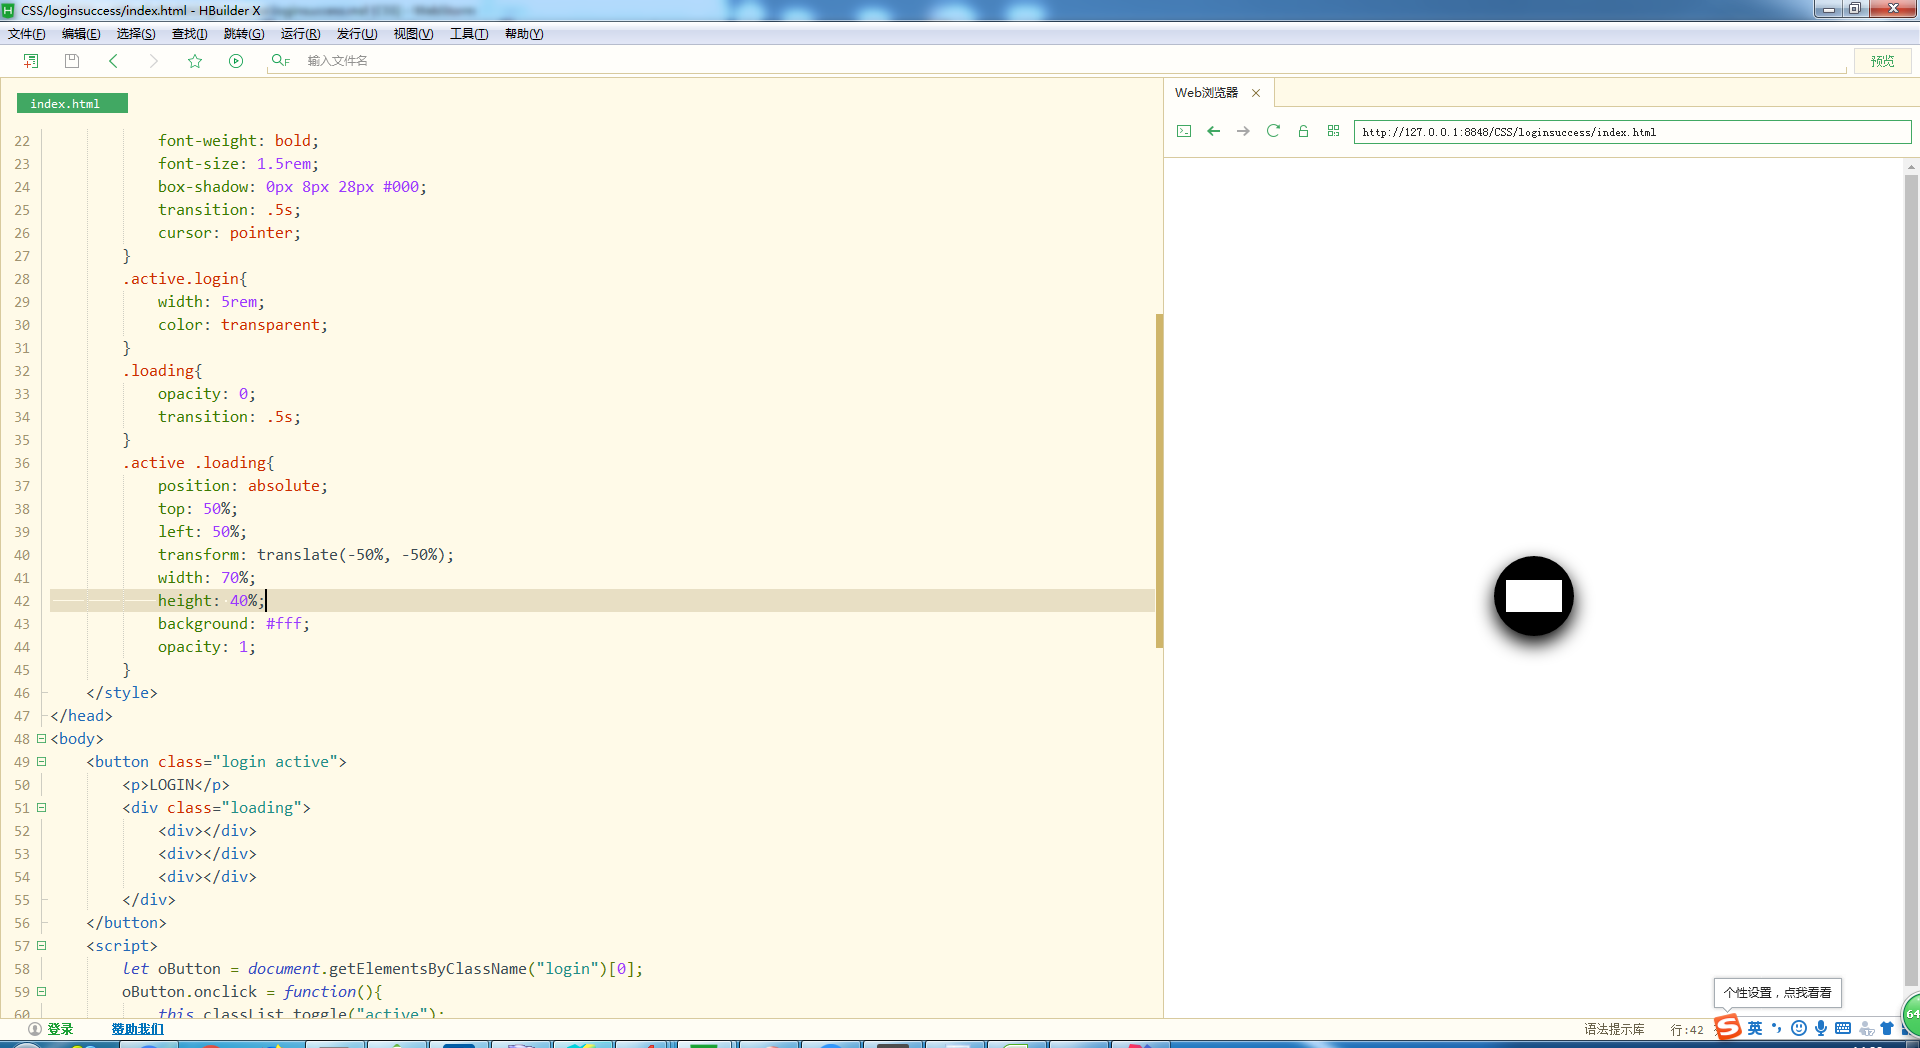 CSS/loginsuccess/index.html - HBuilder X
文件(F) 编辑(E) 选择(S) 查找(I) 跳转(G) 运行(R) 发行(U) 视图(V) 工具(T) 帮助(Y)
输入文件名
预览
index.html
22 font-weight: bold;
23 font-size: 1.5rem;
24 box-shadow: 0px 8px 28px #000;
25 transition: .5s;
26 cursor: pointer;
27 }
28 .active.login{
29 width: 5rem;
30 color: transparent;
31 }
32 .loading{
33 opacity: 0;
34 transition: .5s;
35 }
36 .active .loading{
37 position: absolute;
38 top: 50%;
39 left: 50%;
40 transform: translate(-50%, -50%);
41 width: 70%;
42 height: 40%;
43 background: #fff;
44 opacity: 1;
45 }
46 </style>
47 </head>
48 <body>
49 <button class="login active">
50 <p>LOGIN</p>
51 <div class="loading">
52 <div></div>
53 <div></div>
54 <div></div>
55 </div>
56 </button>
57 <script>
58 let oButton = document.getElementsByClassName("login")[0];
59 oButton.onclick = function(){
60 this.classList.toggle("active");
Web浏览器
http://127.0.0.1:8848/CSS/loginsuccess/index.html
个性设置，点我看看
64
登录 赞助我们
语法提示库 行:42
英